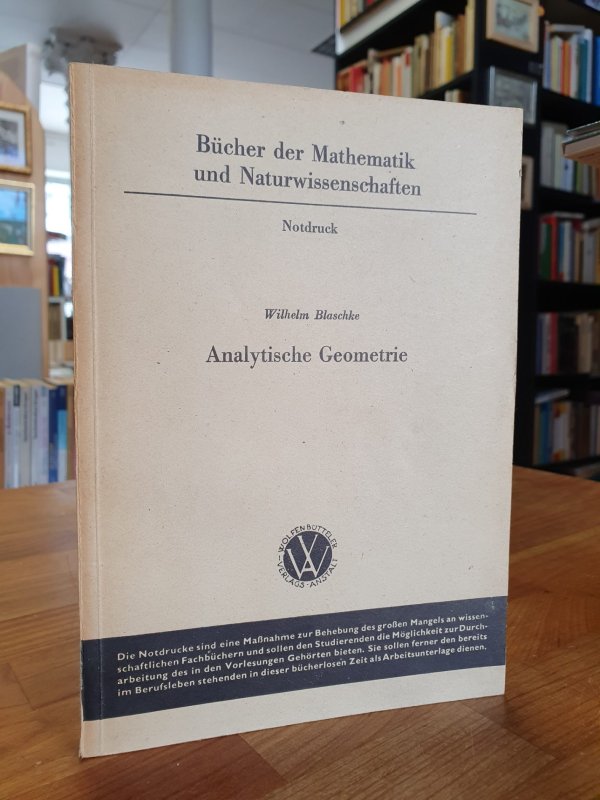 Bücher der Mathematik
und Naturwissenschaften
Notdruck
Wilhelm Blaschke
Analytische Geometrie
WOLFENBÜTTELER
VERLAGS-ANSTALT
WA
Die Notdrucke sind eine Maßnahme zur Behebung des großen Mangels an wissen-
schaftlichen Fachbüchern und sollen den Studierenden die Möglichkeit zur Durch-
arbeitung des in den Vorlesungen Gehörten bieten. Sie sollen ferner den bereits
im Berufsleben stehenden in dieser bücherlosen Zeit als Arbeitsunterlage dienen.